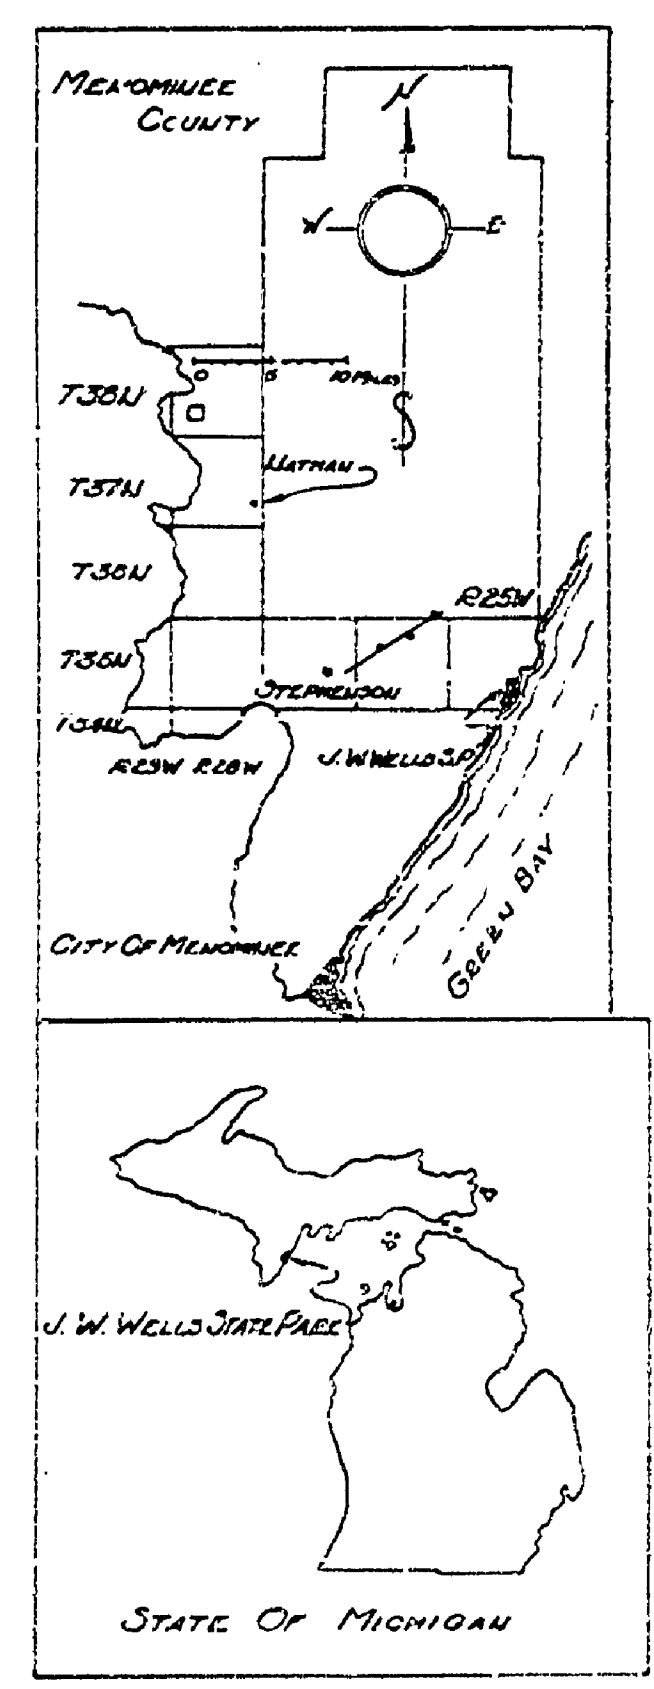 MENOMINEE
COUNTY
N
W E
0 5 10 MILES
T38N
S
NATHAN
T37N
T36N
R25W
T35N
STEPHENSON
T34N
J. W. WELLS S.P.
R29W R28W
GREEN BAY
CITY OF MENOMINEE
J. W. WELLS STATE PARK
STATE OF MICHIGAN